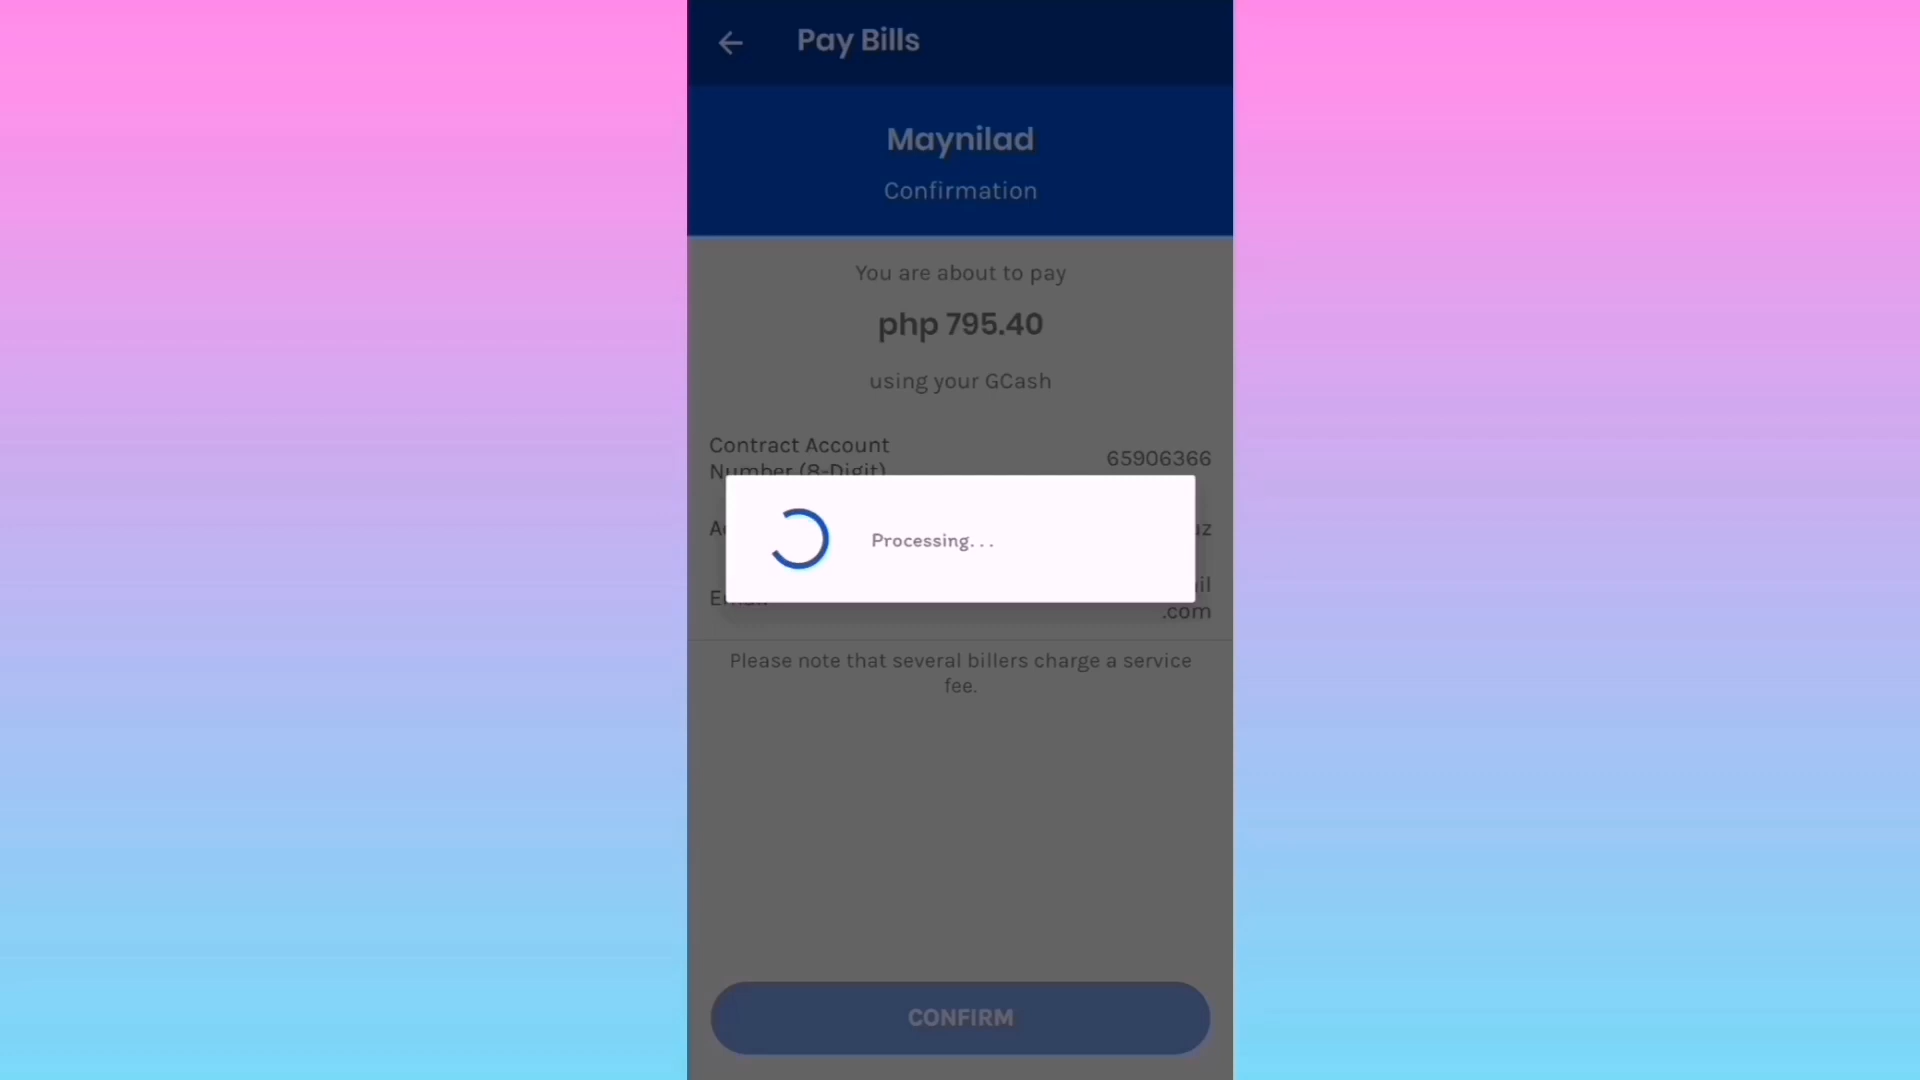 Pay Bills
Maynilad
Confirmation
You are about to pay
php 795.40
using your GCash
Contract Account
Number (8-Digit)
65906366
Processing...
Email
.com
Please note that several billers charge a service
fee.
CONFIRM